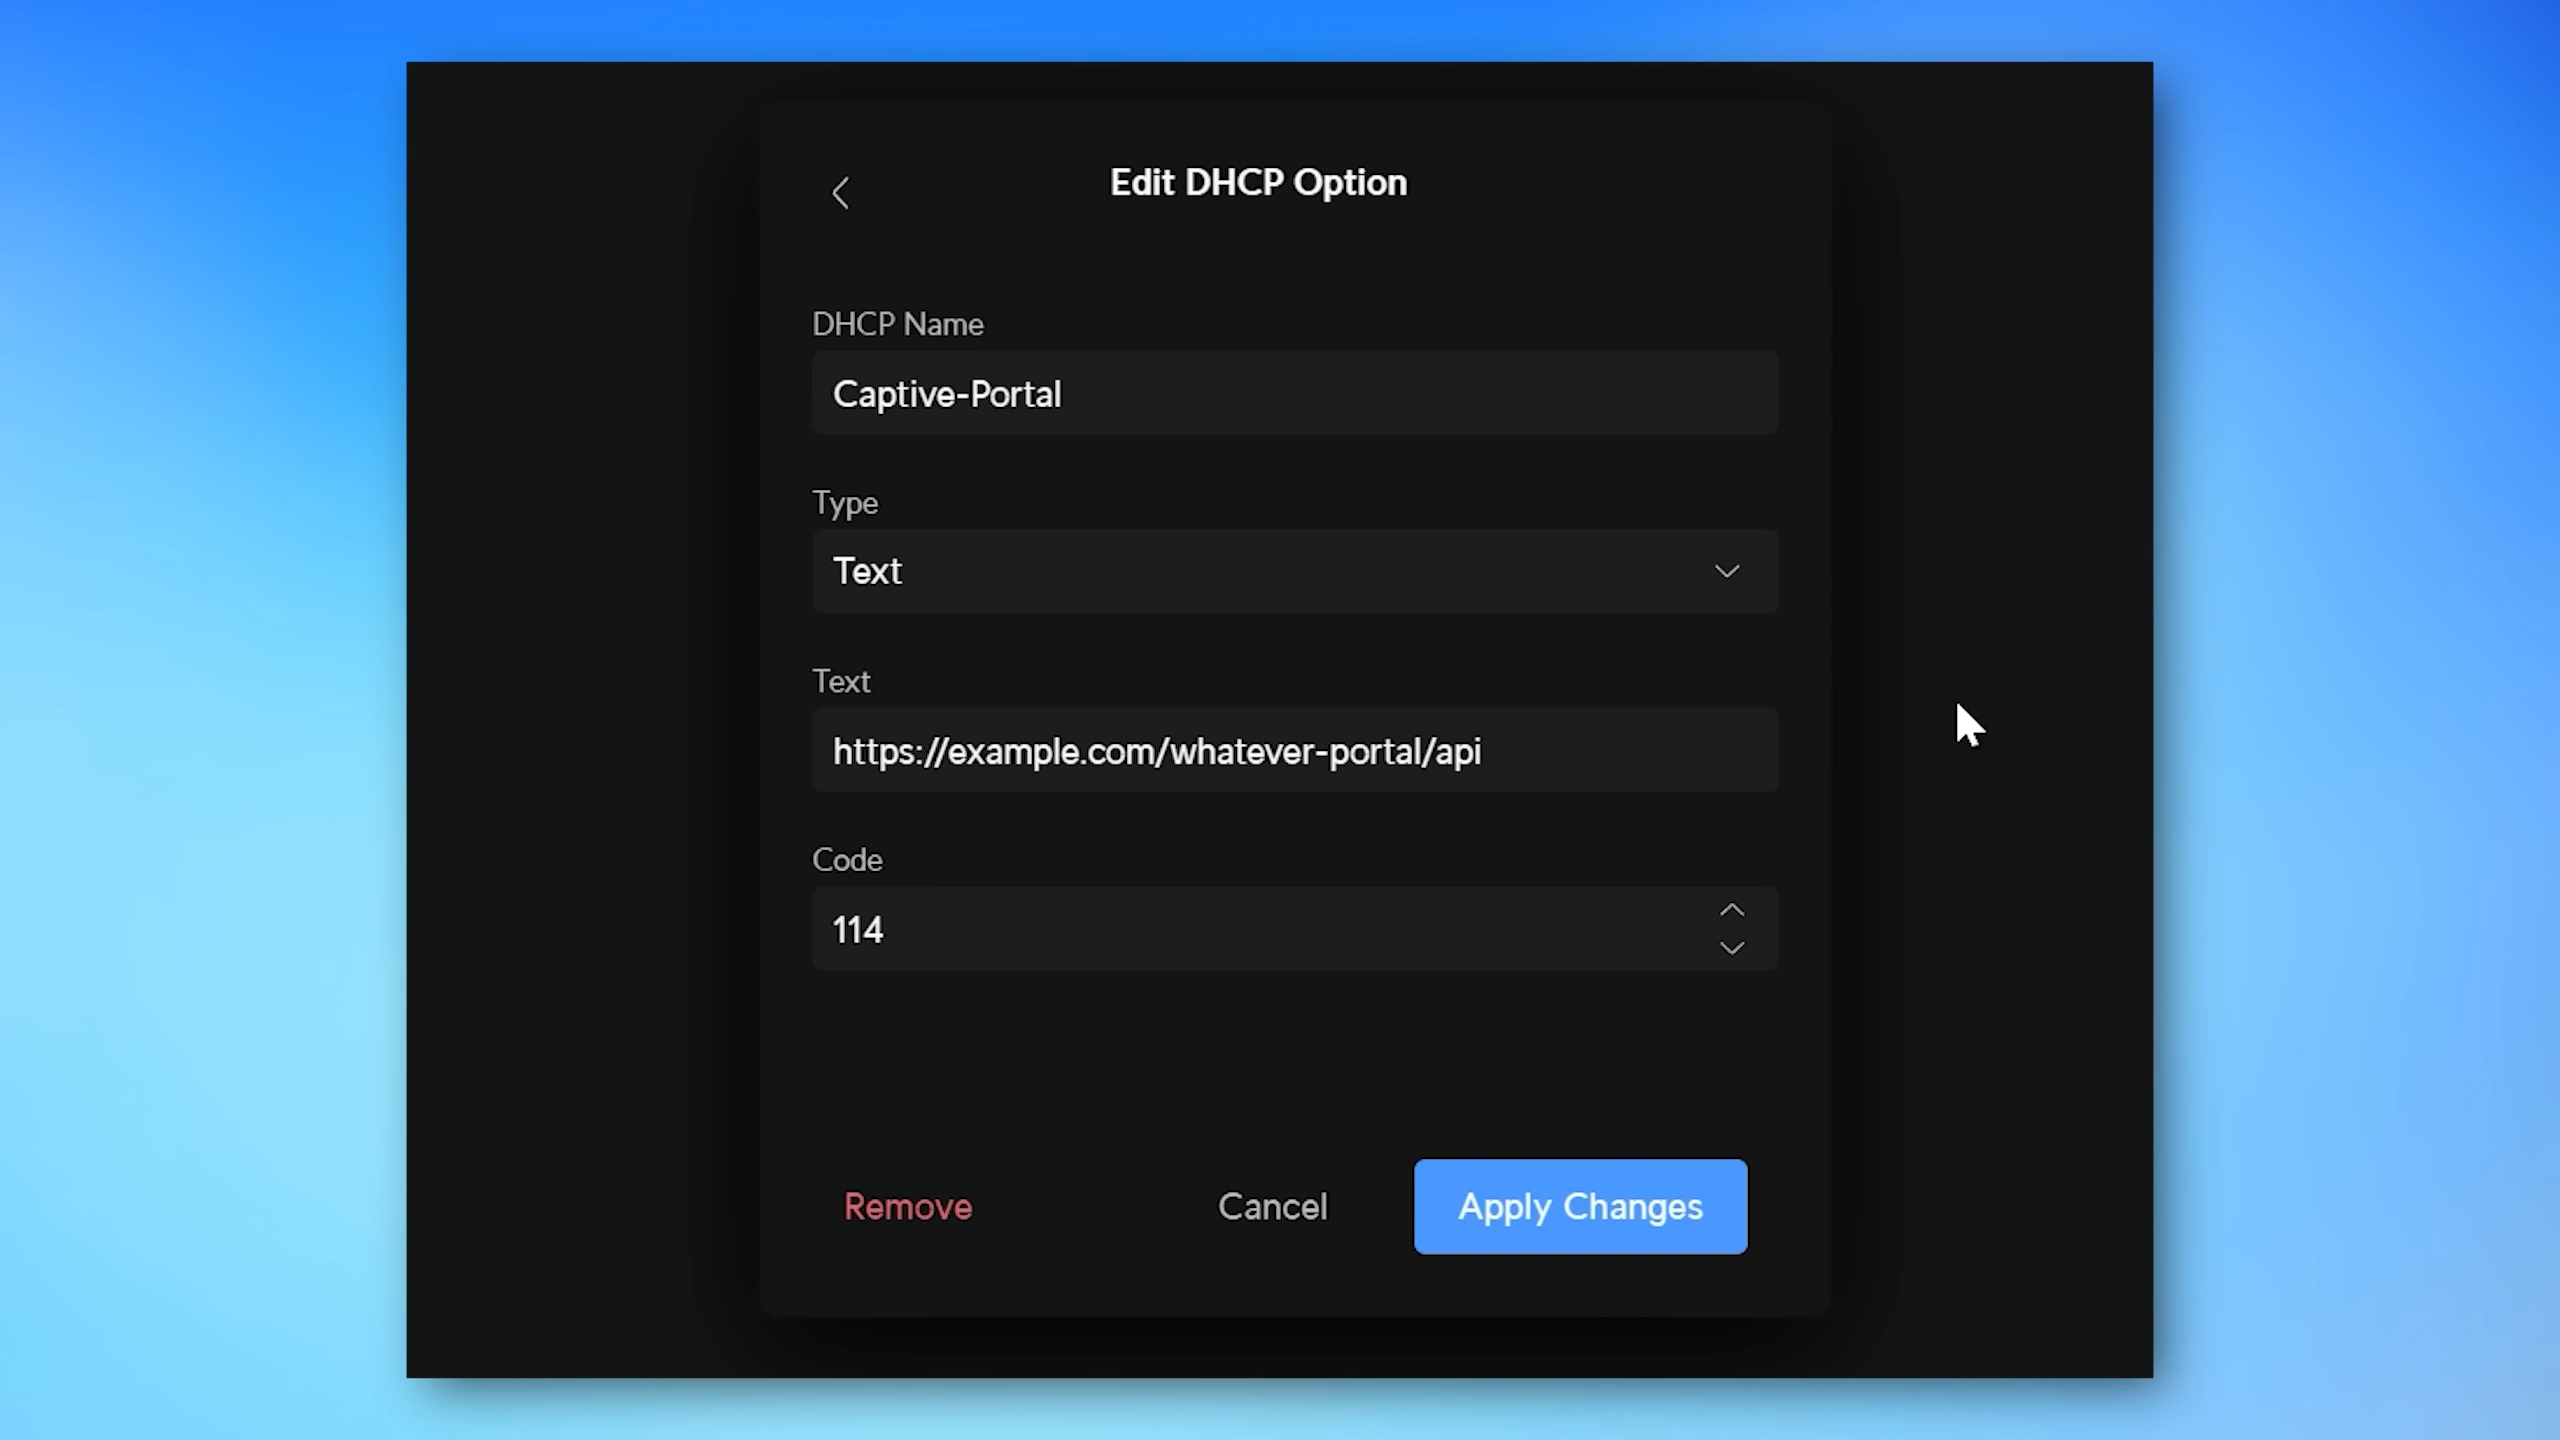 Edit DHCP Option
DHCP Name
Captive-Portal
Type
Text
Text
https://example.com/whatever-portal/api
Code
114
Remove
Cancel
Apply Changes